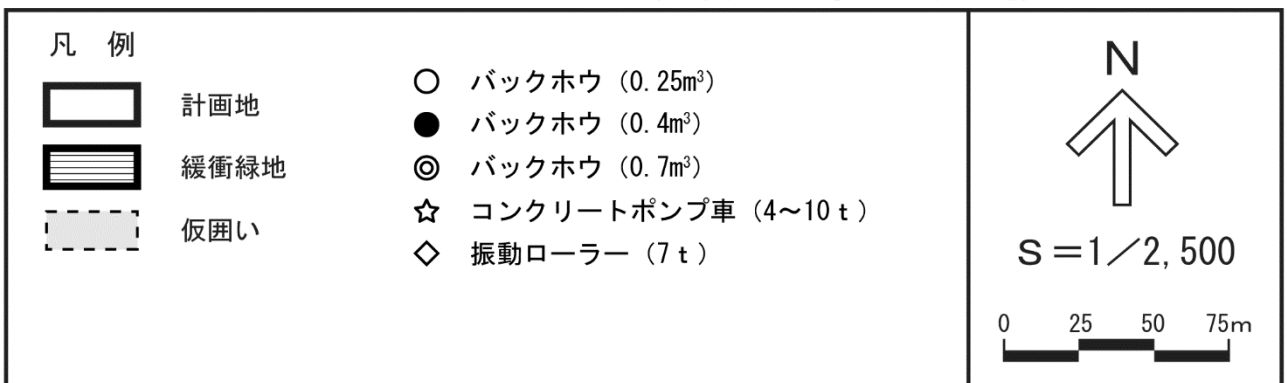 凡 例
計画地
緩衝緑地
仮囲い
○ バックホウ (0.25m³)
● バックホウ (0.4m³)
◎ バックホウ (0.7m³)
☆ コンクリートポンプ車 (4～10t)
◇ 振動ローラー (7t)
N
S=1／2,500
0 25 50 75m